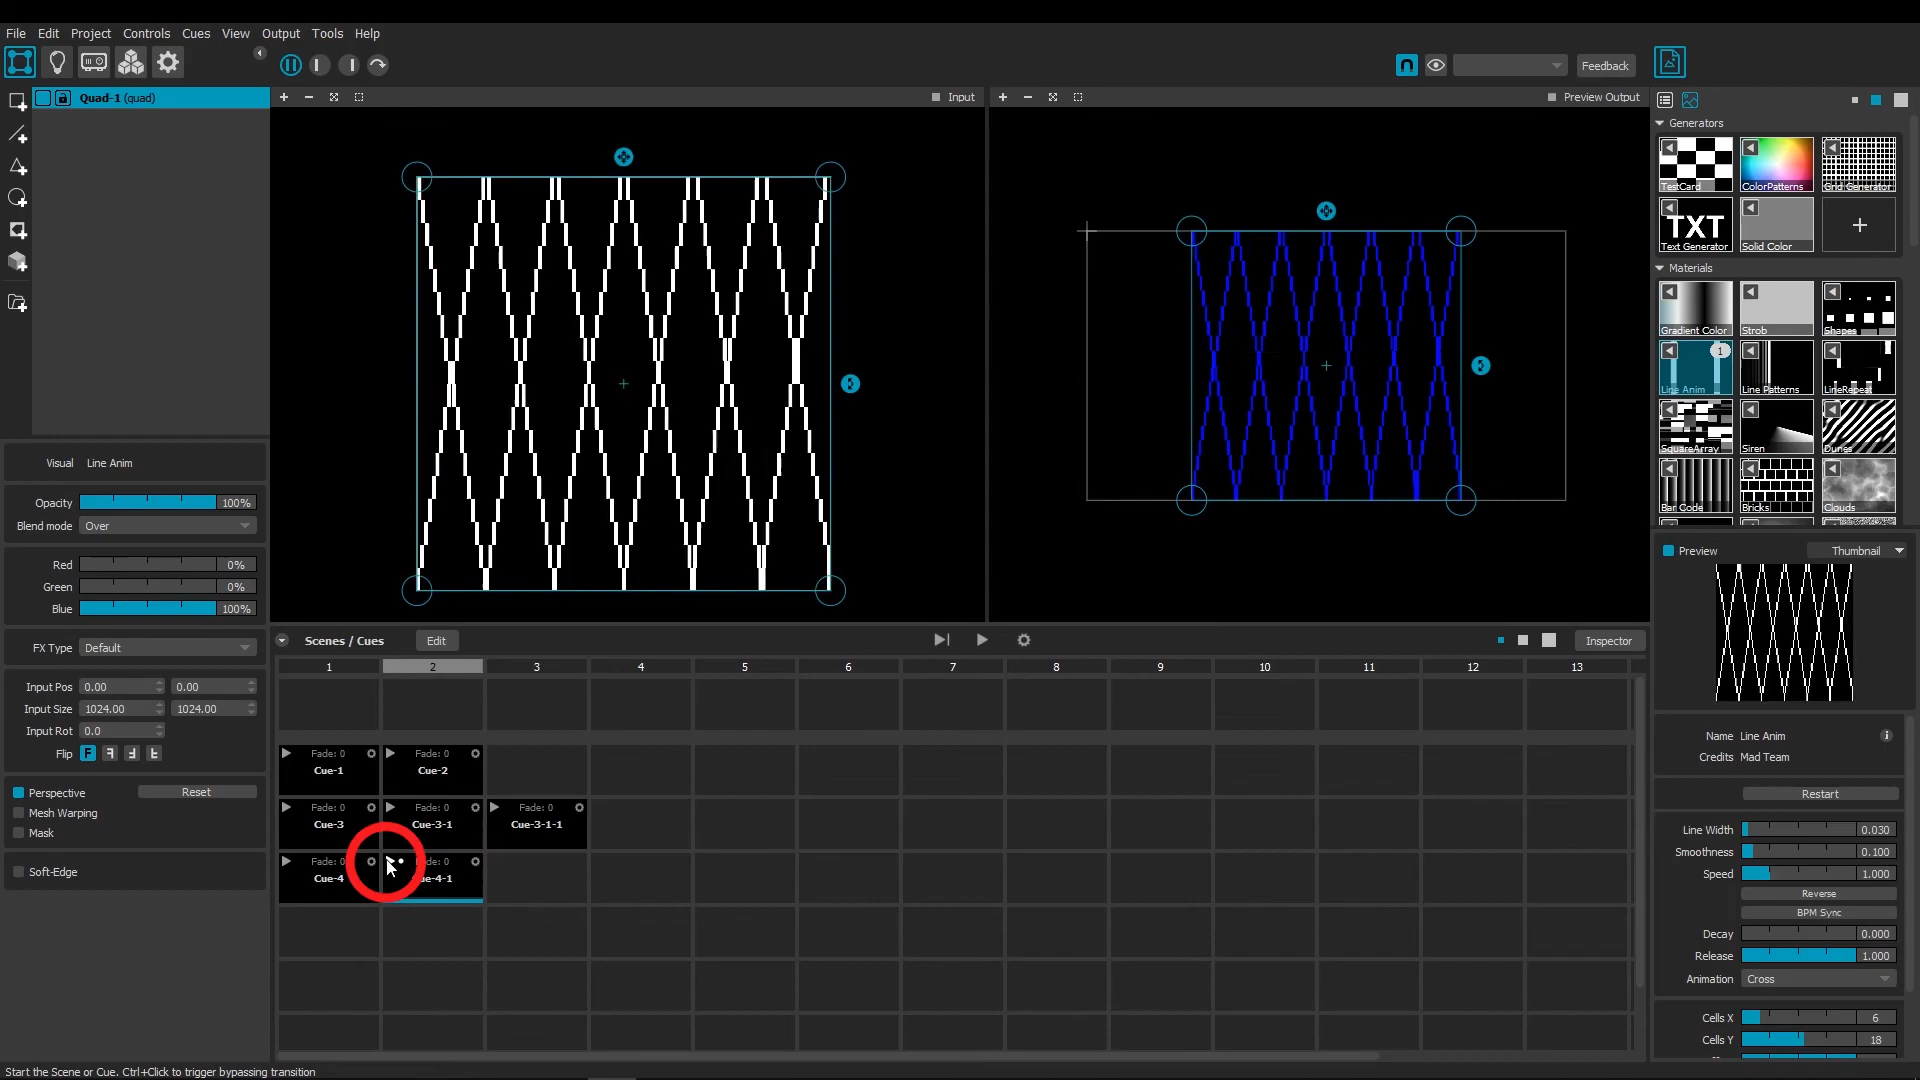 File Edit Project Controls Cues View Output Tools Help
Feedback
Quad-1 (quad)
Input
Preview Output
Generators
TestCard ColorPatterns Grid Generator
TXT
Text Generator Solid Color
Materials
Gradient Color Strob Shapes
1
Line Anim Line Patterns LineRepeat
SquareArray Siren Dunes
Bar Code Bricks Clouds
Visual Line Anim
Opacity 100%
Blend mode Over
Red 0%
Green 0%
Blue 100%
FX Type Default
Input Pos 0.00 0.00
Input Size 1024.00 1024.00
Input Rot 0.0
Flip
Perspective Reset
Mesh Warping
Mask
Soft-Edge
Scenes / Cues Edit
Inspector
1 2 3 4 5 6 7 8 9 10 11 12 13
Fade: 0 Fade: 0
Cue-1 Cue-2
Fade: 0 Fade: 0 Fade: 0
Cue-3 Cue-3-1 Cue-3-1-1
Fade: 0 Fade: 0
Cue-4 Cue-4-1
Preview Thumbnail
Name Line Anim
Credits Mad Team
Restart
Line Width 0.030
Smoothness 0.100
Speed 1.000
Reverse
BPM Sync
Decay 0.000
Release 1.000
Animation Cross
Cells X 6
Cells Y 18
Start the Scene or Cue. Ctrl+Click to trigger bypassing transition